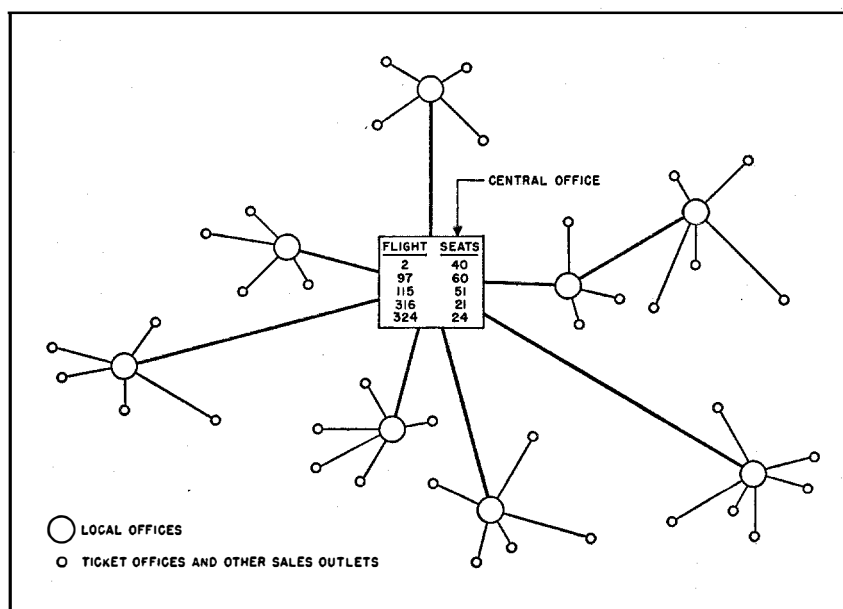 CENTRAL OFFICE
FLIGHT SEATS
2 40
97 60
115 51
316 21
324 24
LOCAL OFFICES
TICKET OFFICES AND OTHER SALES OUTLETS